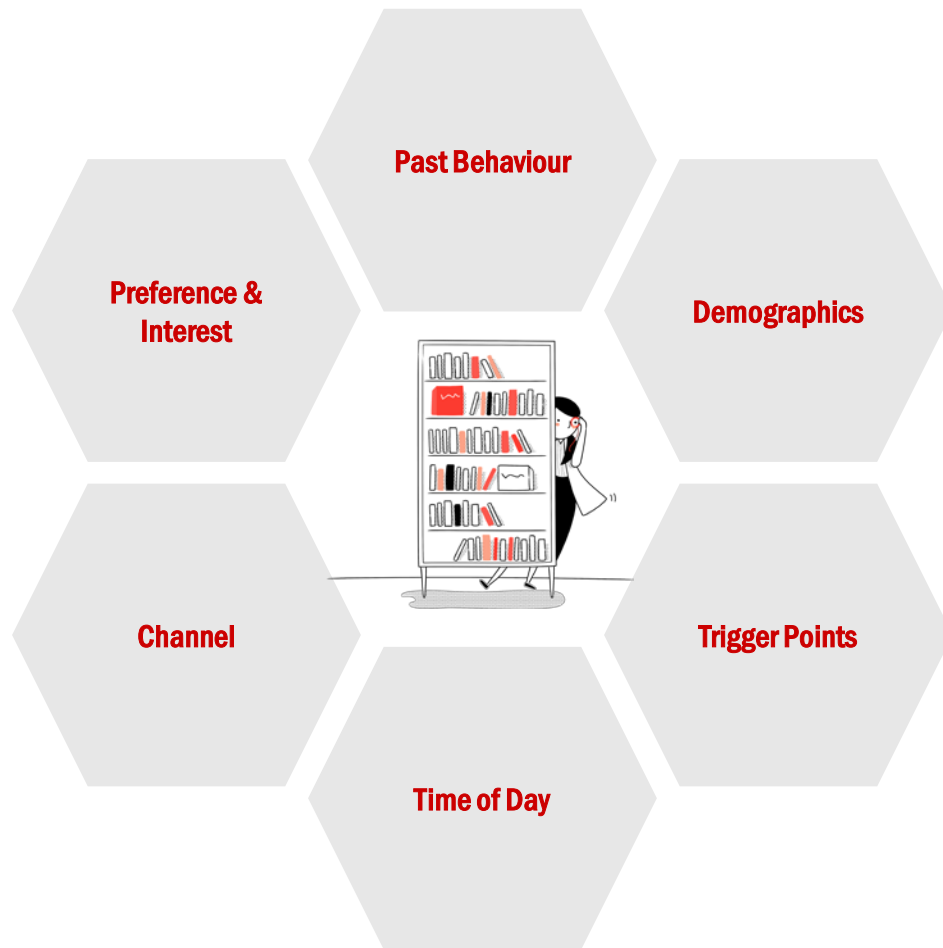 Past Behaviour
Preference &
Interest
Demographics
Channel
Trigger Points
Time of Day